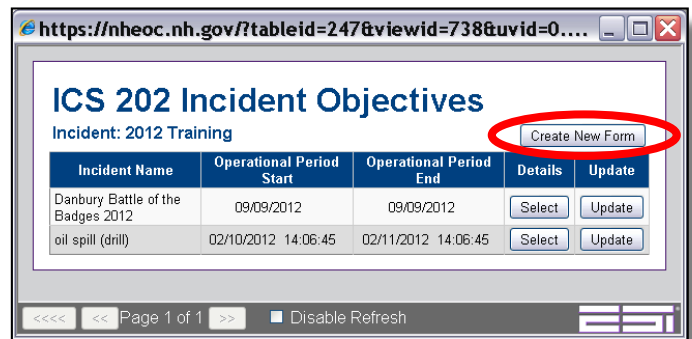 https://nheoc.nh.gov/?tableid=247&viewid=738&uvid=0....
ICS 202 Incident Objectives
Incident: 2012 Training
Create New Form
Incident Name Operational Period Start Operational Period End Details Update
Danbury Battle of the Badges 2012 09/09/2012 09/09/2012 Select Update
oil spill (drill) 02/10/2012 14:06:45 02/11/2012 14:06:45 Select Update
<<<< << Page 1 of 1 >> Disable Refresh
ESi